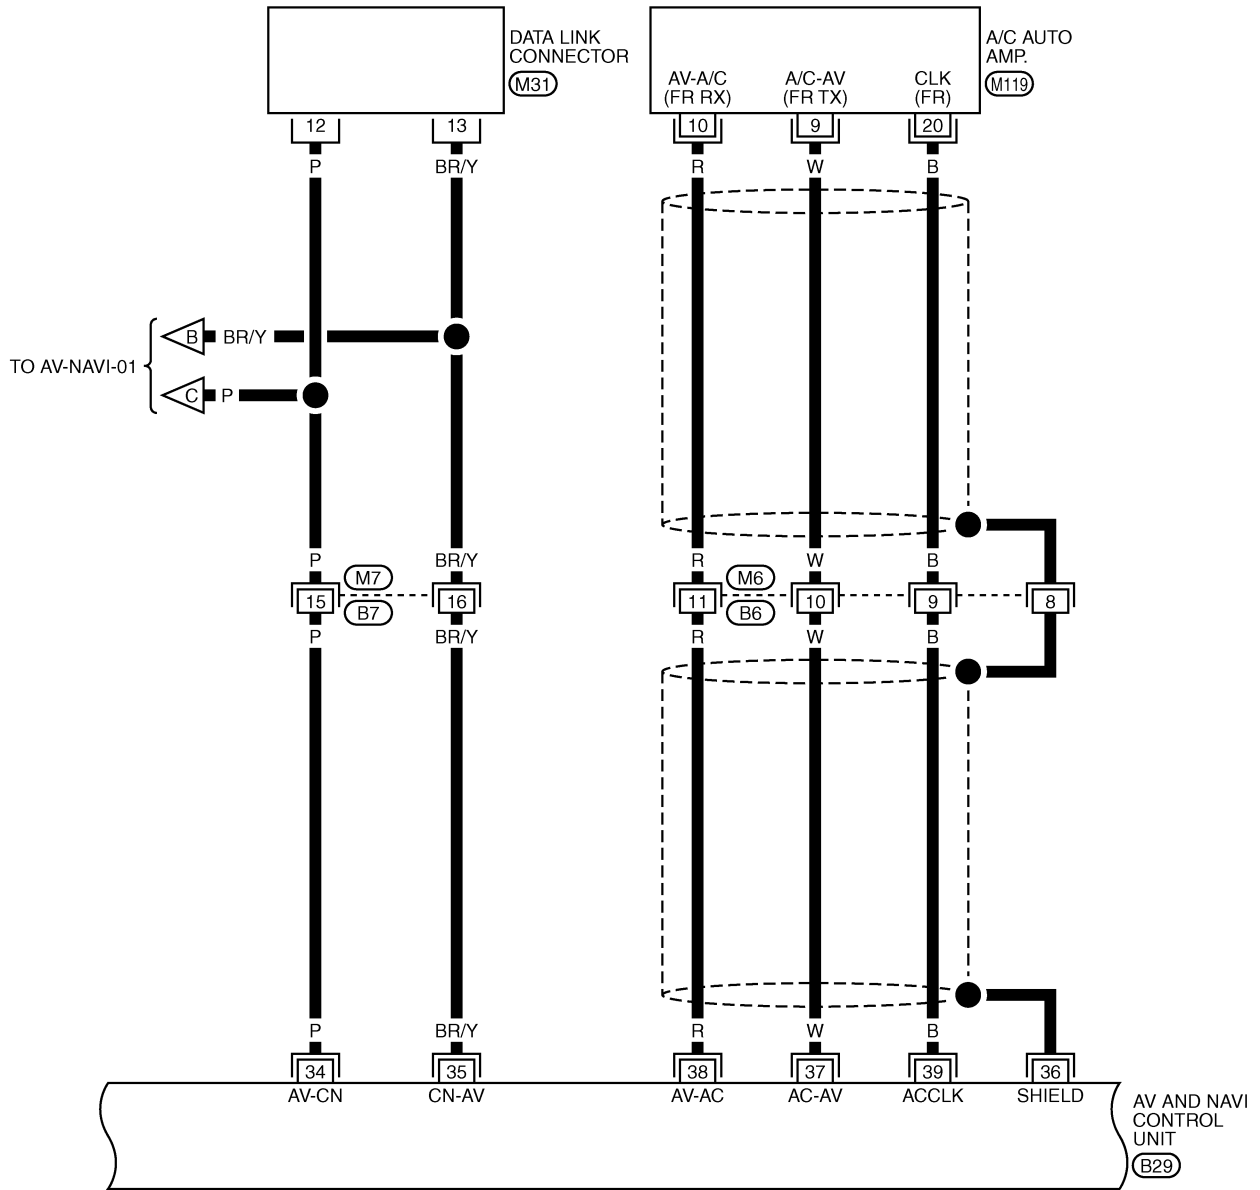 DATA LINK
CONNECTOR
M31
A/C AUTO
AMP.
M119
AV-A/C
(FR RX)
A/C-AV
(FR TX)
CLK
(FR)
12
13
10
9
20
P
BR/Y
R
W
B
TO AV-NAVI-01
B
BR/Y
C
P
P
BR/Y
R
W
B
M7
M6
15
16
11
10
9
8
B7
B6
P
BR/Y
R
W
B
P
BR/Y
R
W
B
34
35
38
37
39
36
AV-CN
CN-AV
AV-AC
AC-AV
ACCLK
SHIELD
AV AND NAVI
CONTROL
UNIT
B29